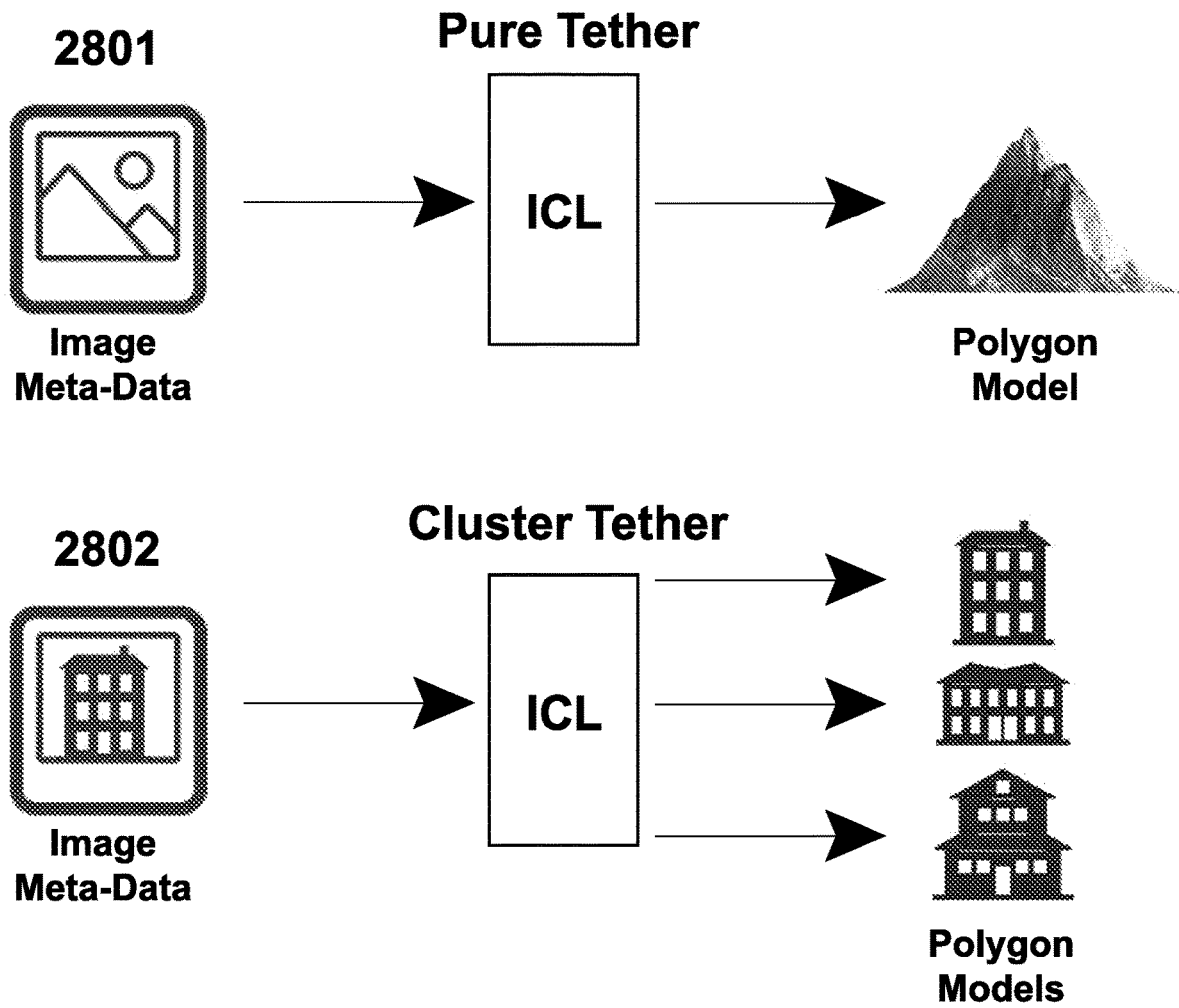 Pure Tether
2801
ICL
Image
Meta-Data
Polygon
Model
Cluster Tether
2802
ICL
Image
Meta-Data
Polygon
Models